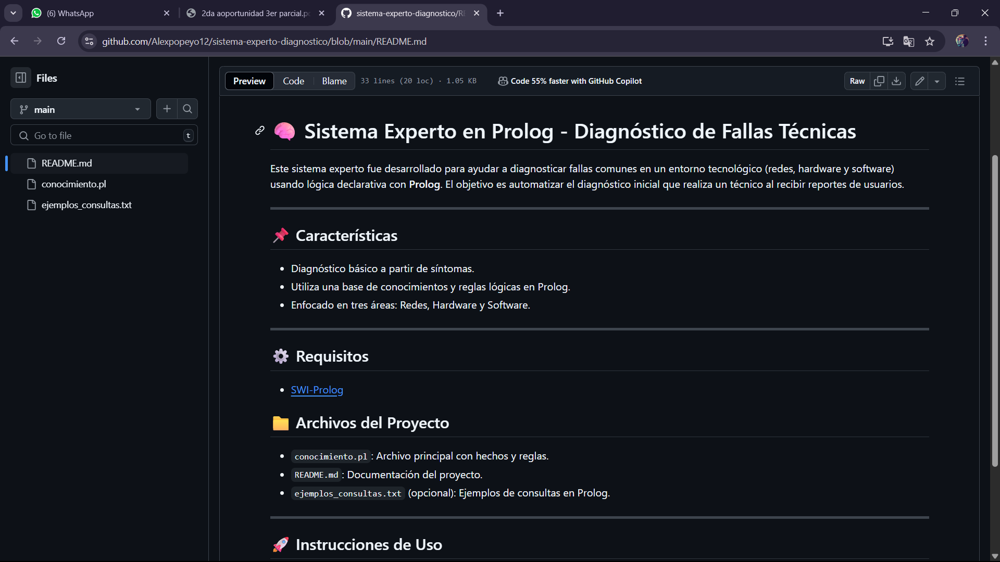 (6) WhatsApp
2da aoportunidad 3er parcial.pd
sistema-experto-diagnostico/RE
github.com/Alexpopeyo12/sistema-experto-diagnostico/blob/main/README.md
Files
main
Go to file
t
README.md
conocimiento.pl
ejemplos_consultas.txt
Preview
Code
Blame
33 lines (20 loc) · 1.05 KB
Code 55% faster with GitHub Copilot
Raw
Sistema Experto en Prolog - Diagnóstico de Fallas Técnicas
Este sistema experto fue desarrollado para ayudar a diagnosticar fallas comunes en un entorno tecnológico (redes, hardware y software)
usando lógica declarativa con Prolog. El objetivo es automatizar el diagnóstico inicial que realiza un técnico al recibir reportes de usuarios.
Características
• Diagnóstico básico a partir de síntomas.
• Utiliza una base de conocimientos y reglas lógicas en Prolog.
• Enfocado en tres áreas: Redes, Hardware y Software.
Requisitos
• SWI-Prolog
Archivos del Proyecto
• conocimiento.pl: Archivo principal con hechos y reglas.
• README.md: Documentación del proyecto.
• ejemplos_consultas.txt (opcional): Ejemplos de consultas en Prolog.
Instrucciones de Uso